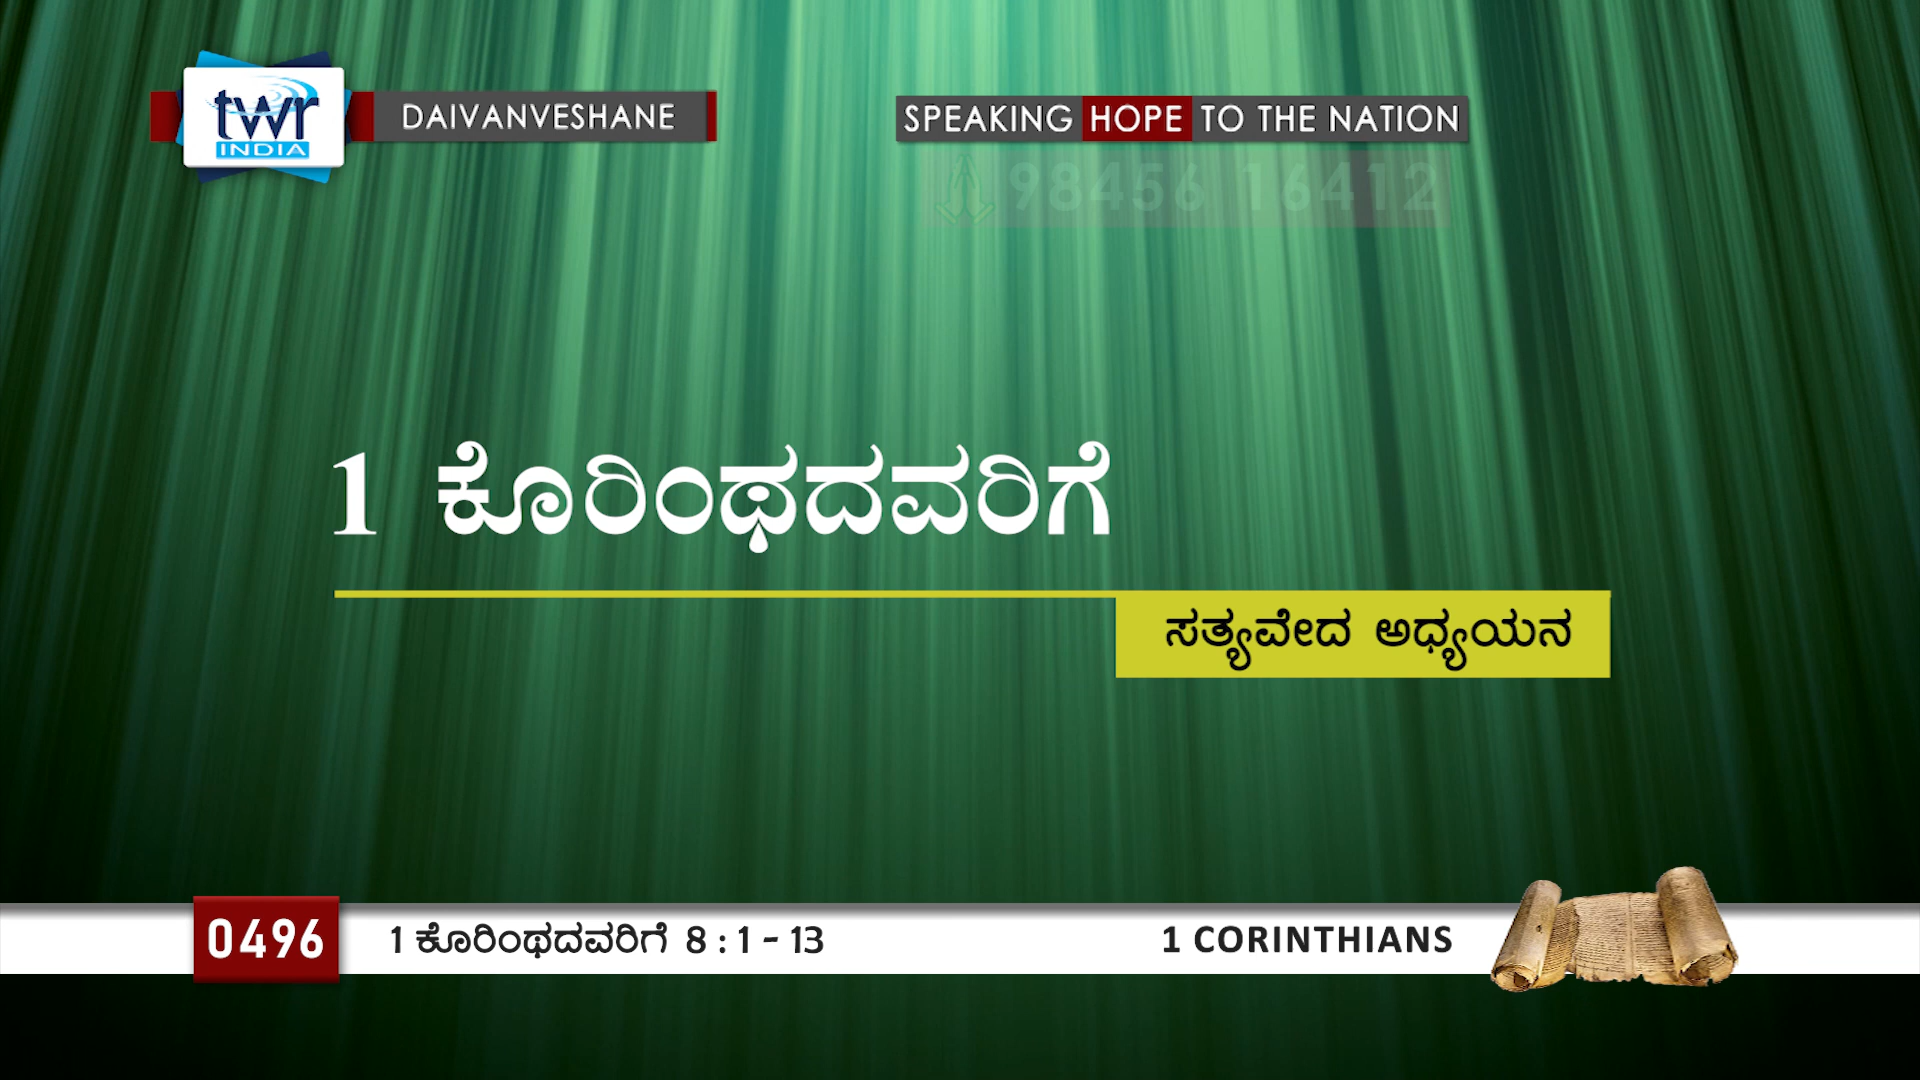 twr
INDIA
DAIVANVESHANE
SPEAKING HOPE TO THE NATION
98456 16412
1 ಕೊರಿಂಥದವರಿಗೆ
ಸತ್ಯವೇದ ಅಧ್ಯಯನ
0496
1 ಕೊರಿಂಥದವರಿಗೆ 8 : 1 - 13
1 CORINTHIANS